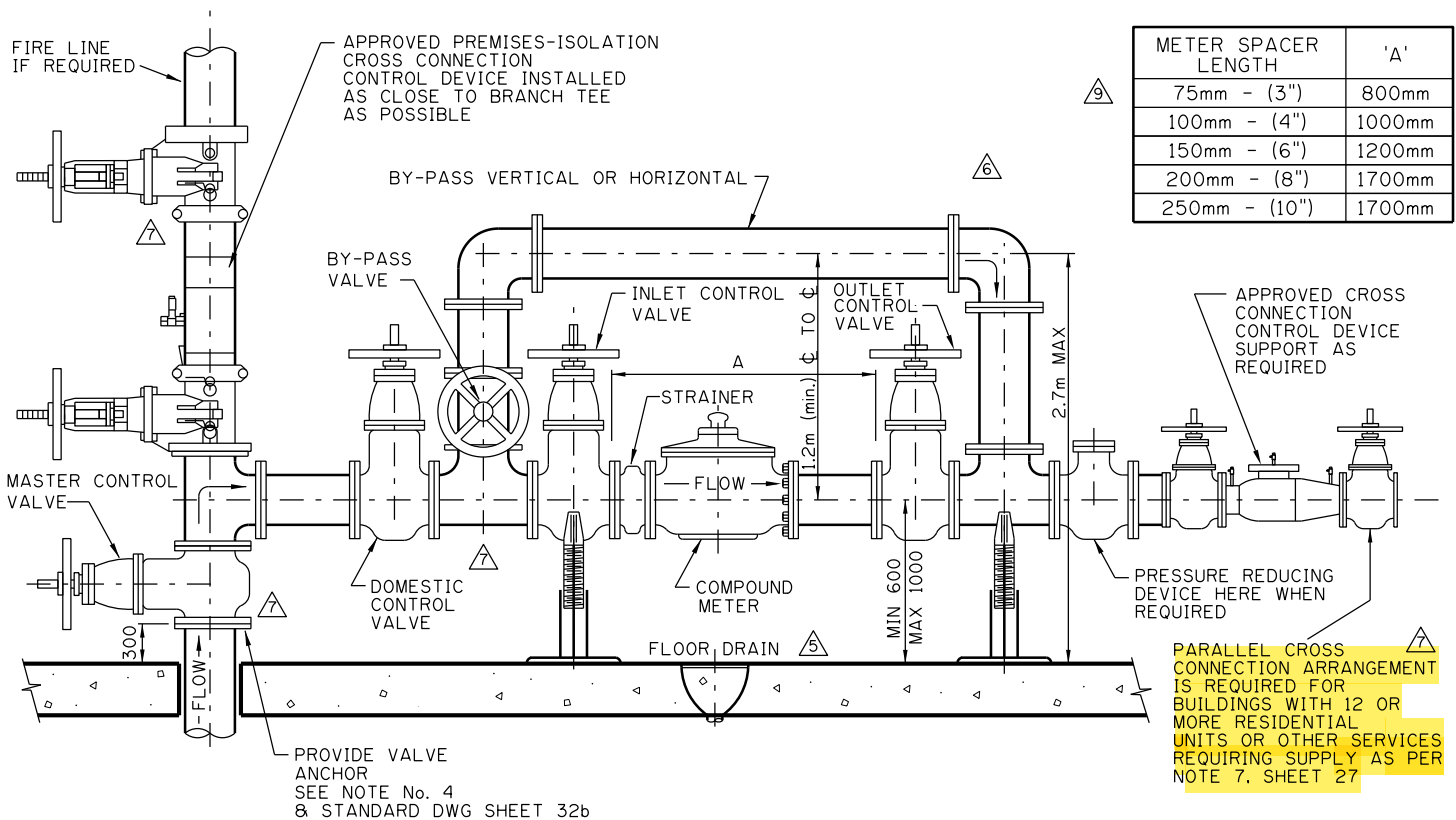 FIRE LINE
IF REQUIRED
APPROVED PREMISES-ISOLATION
CROSS CONNECTION
CONTROL DEVICE INSTALLED
AS CLOSE TO BRANCH TEE
AS POSSIBLE
9
METER SPACER LENGTH 'A'
75mm - (3") 800mm
100mm - (4") 1000mm
150mm - (6") 1200mm
200mm - (8") 1700mm
250mm - (10") 1700mm
BY-PASS VERTICAL OR HORIZONTAL
6
7
BY-PASS
VALVE
INLET CONTROL
VALVE
OUTLET
CONTROL
VALVE
APPROVED CROSS
CONNECTION
CONTROL DEVICE
SUPPORT AS
REQUIRED
A
1.2m (min.) ℄ TO ℄
2.7m MAX
STRAINER
FLOW
MASTER CONTROL
VALVE
7
DOMESTIC
CONTROL
VALVE
COMPOUND
METER
MIN 600
MAX 1000
PRESSURE REDUCING
DEVICE HERE WHEN
REQUIRED
7
300
FLOW
FLOOR DRAIN
5
7
PARALLEL CROSS
CONNECTION ARRANGEMENT
IS REQUIRED FOR
BUILDINGS WITH 12 OR
MORE RESIDENTIAL
UNITS OR OTHER SERVICES
REQUIRING SUPPLY AS PER
NOTE 7, SHEET 27
PROVIDE VALVE
ANCHOR
SEE NOTE No. 4
& STANDARD DWG SHEET 32b